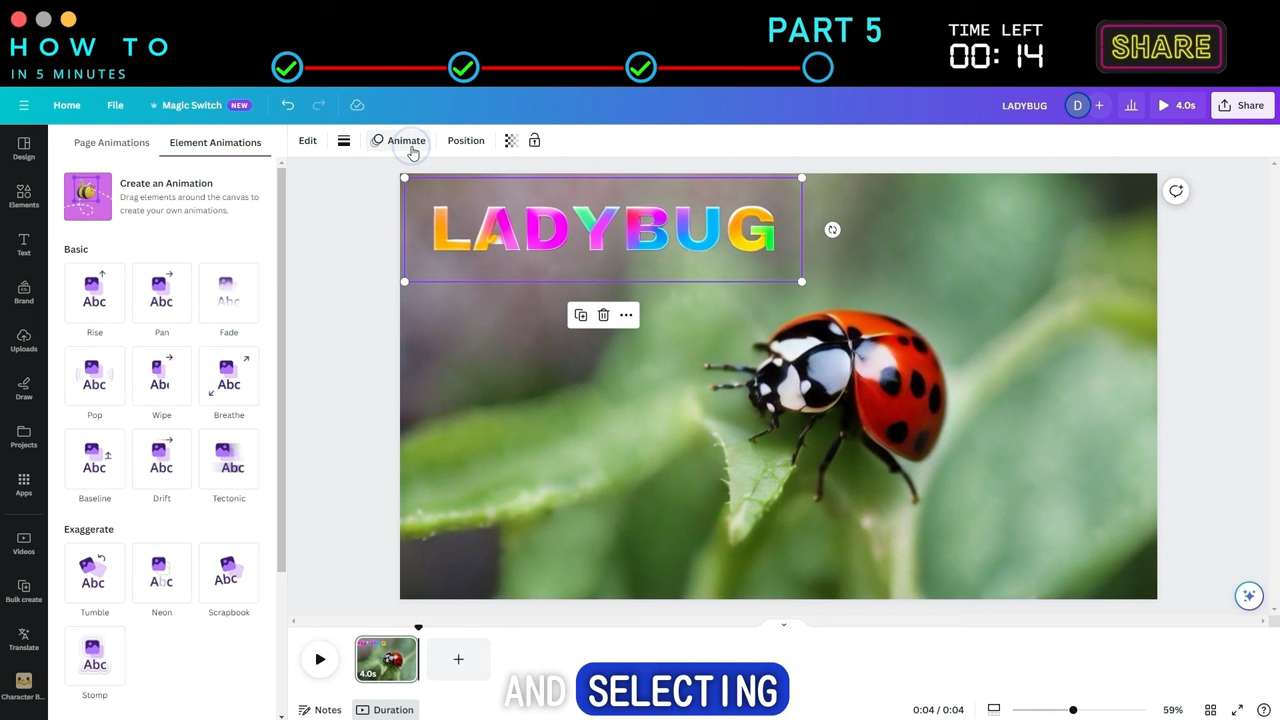 HOW TO
IN 5 MINUTES
PART 5
TIME LEFT
00:14
SHARE
Home
File
Magic Switch
NEW
LADYBUG
D
+
4.0s
Share
Design
Elements
Text
Brand
Uploads
Draw
Projects
Apps
Videos
Bulk create
Translate
Character B...
Page Animations
Element Animations
Create an Animation
Drag elements around the canvas to
create your own animations.
Basic
Abc
Abc
Abc
Rise
Pan
Fade
Abc
Abc
Abc
Pop
Wipe
Breathe
Abc
Abc
Abc
Baseline
Drift
Tectonic
Exaggerate
Abc
Abc
Abc
Tumble
Neon
Scrapbook
Abc
Stomp
Edit
Animate
Position
LADYBUG
4.0s
+
AND SELECTING
Notes
Duration
0:04 / 0:04
59%